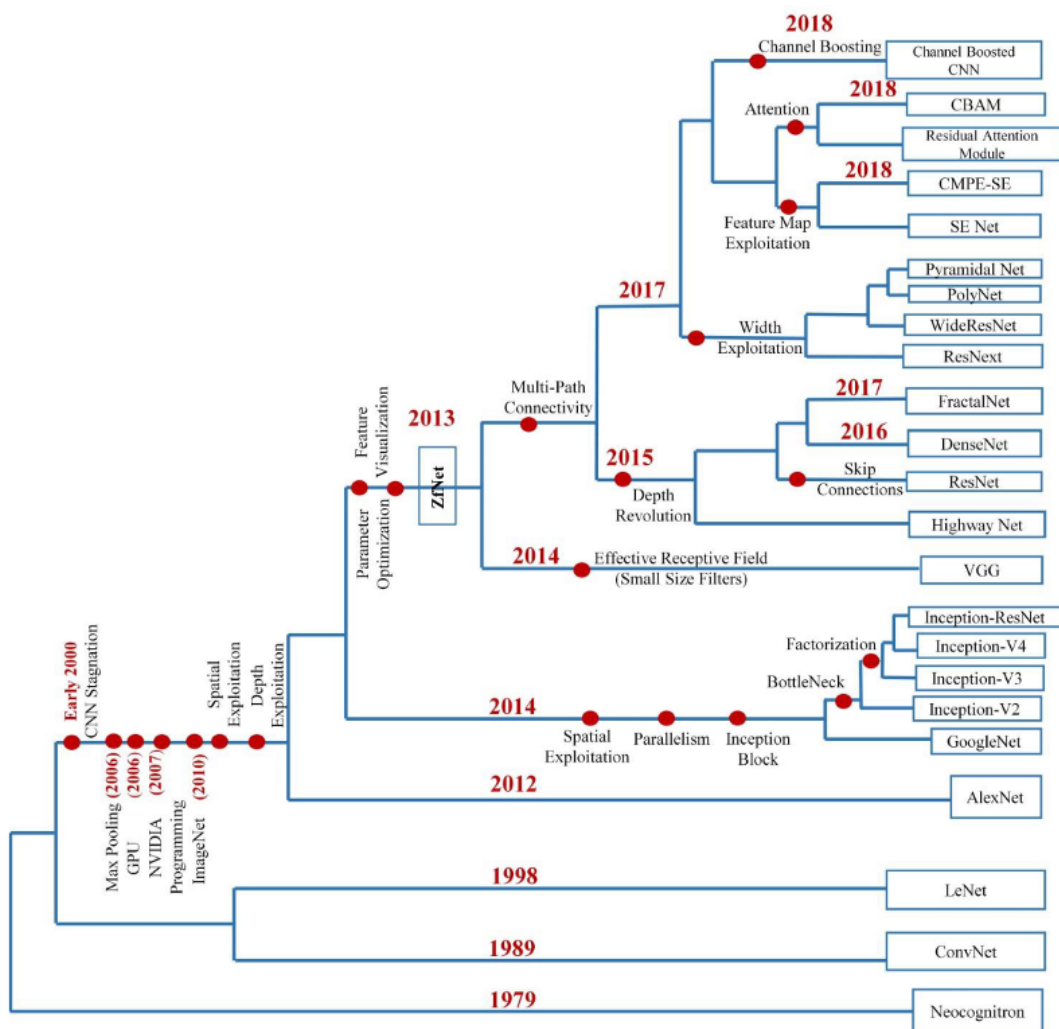 2018
Channel Boosting
Channel Boosted
CNN
2018
CBAM
Attention
Residual Attention
Module
2018
CMPE-SE
Feature Map
Exploitation
SE Net
Pyramidal Net
2017
PolyNet
Width
Exploitation
WideResNet
ResNext
Multi-Path
Connectivity
2017
FractalNet
2013
Feature
Visualization
2016
DenseNet
2015
Skip
Connections
ResNet
ZfNet
Depth
Revolution
Parameter
Optimization
Highway Net
2014
Effective Receptive Field
(Small Size Filters)
VGG
Inception-ResNet
Factorization
Inception-V4
Early 2000
CNN Stagnation
Spatial
Exploitation
Depth
Exploitation
BottleNeck
Inception-V3
2014
Inception-V2
Spatial
Exploitation
Parallelism
Inception
Block
GoogleNet
Max Pooling (2006)
GPU (2006)
NVIDIA (2007)
Programming
ImageNet (2010)
2012
AlexNet
1998
LeNet
1989
ConvNet
1979
Neocognitron